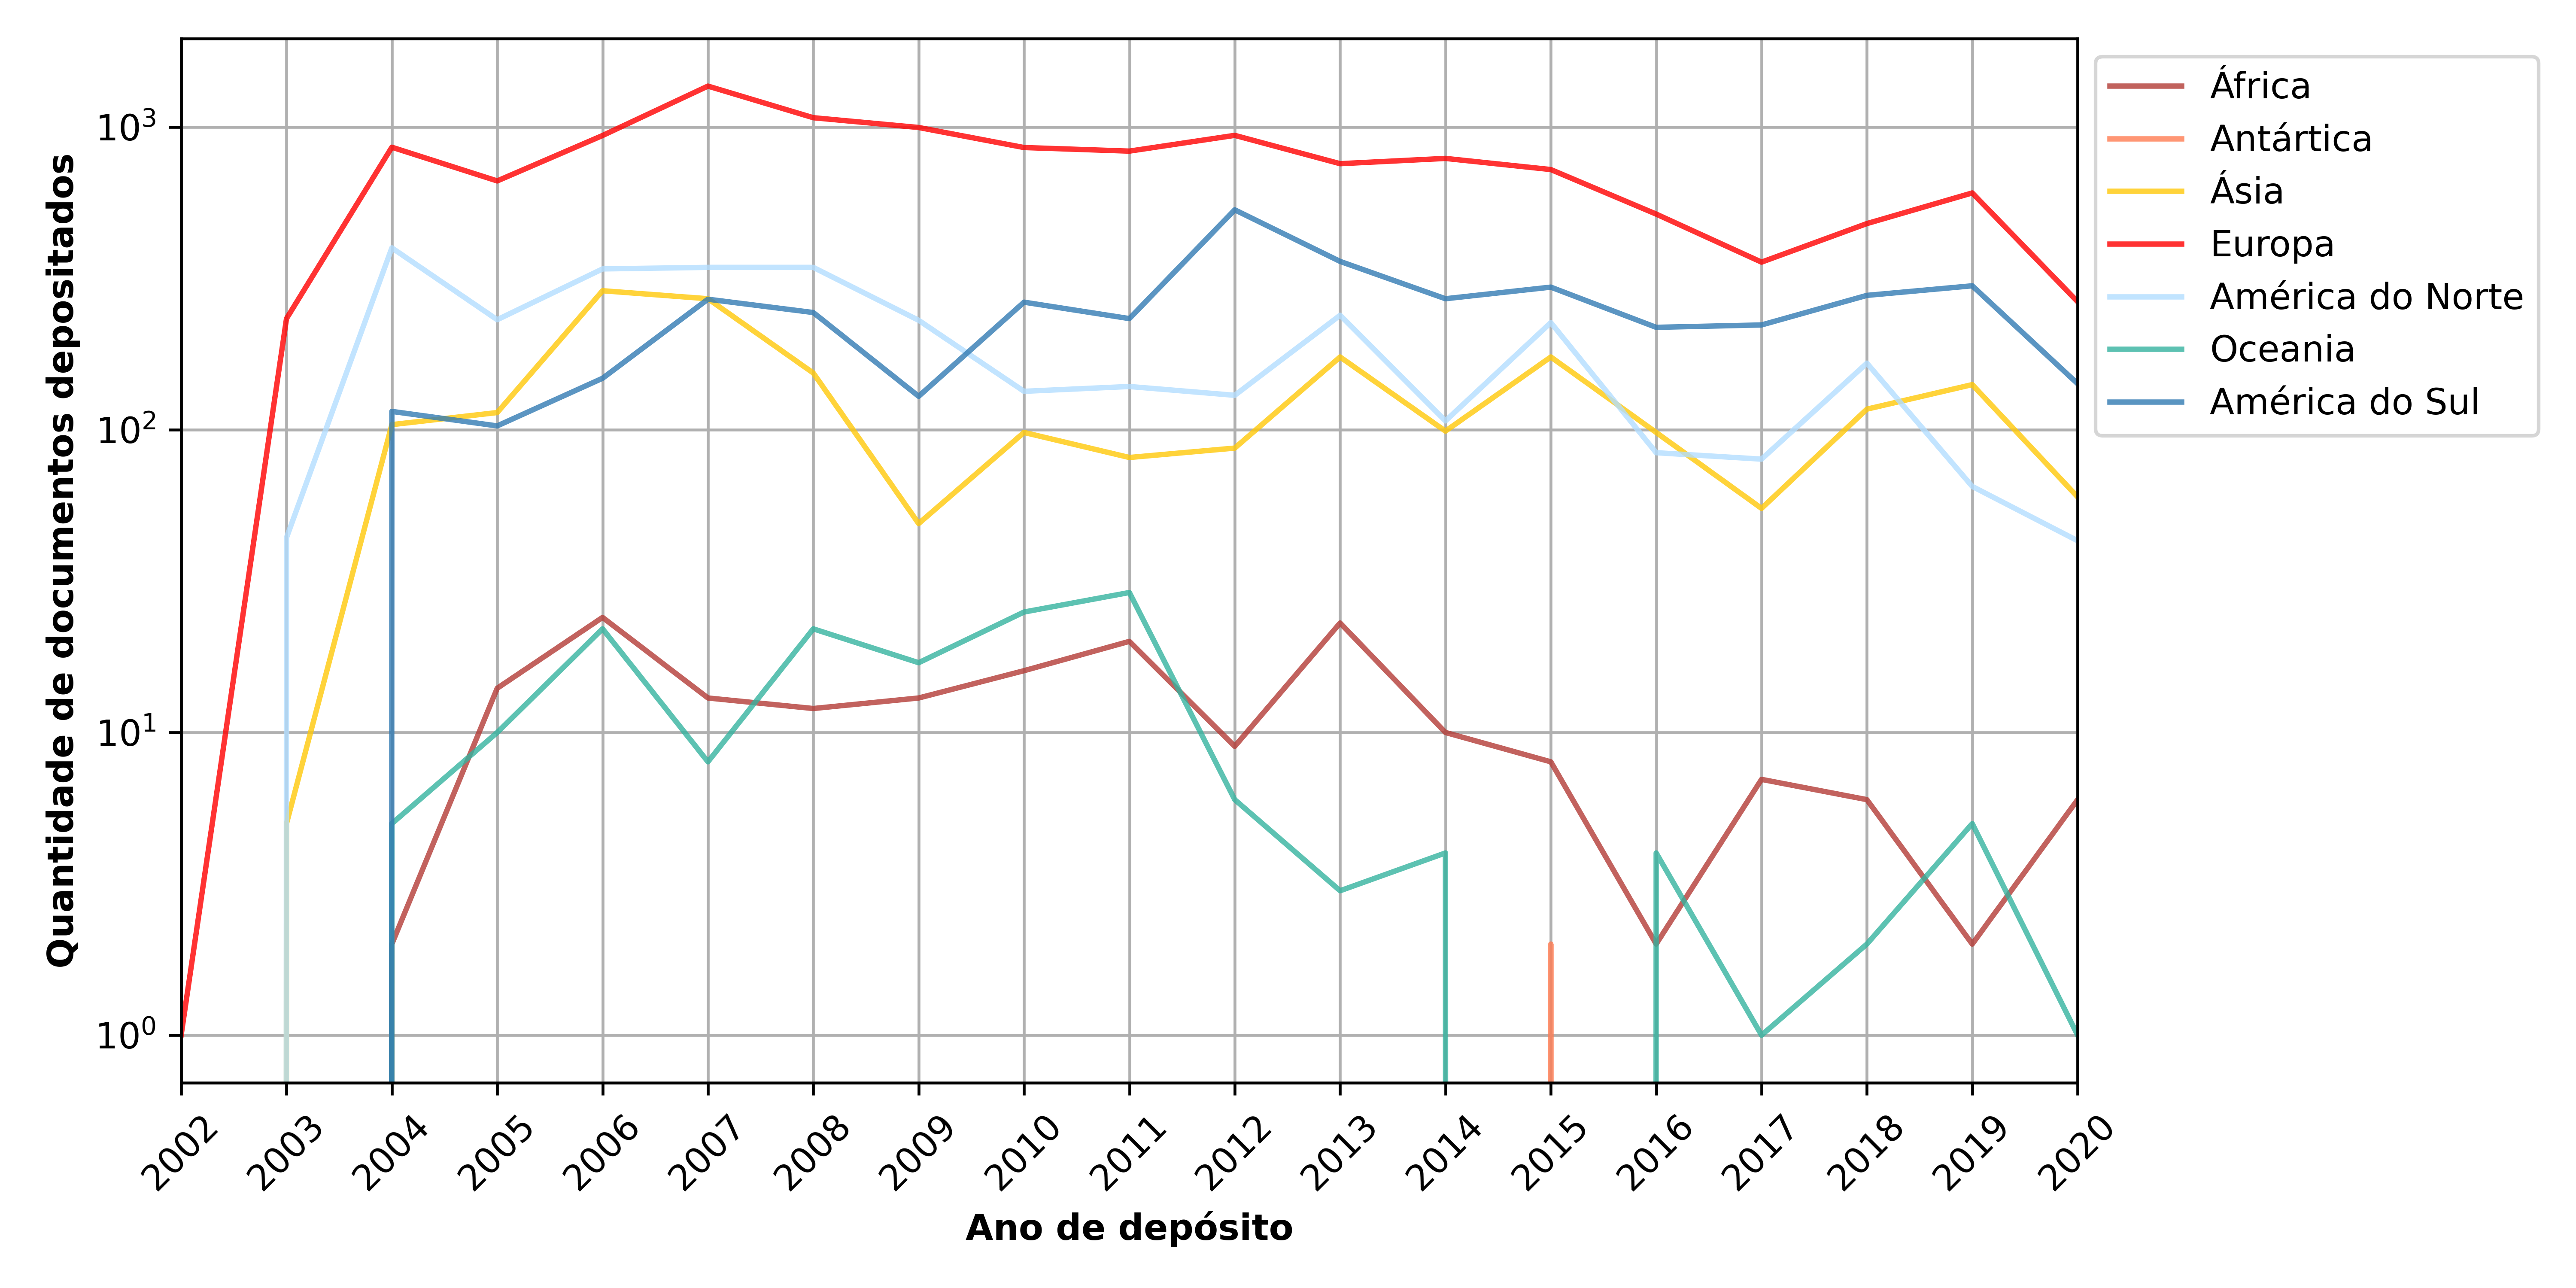 Quantidade de documentos depositados
10³
10²
10¹
10⁰
2002 2003 2004 2005 2006 2007 2008 2009 2010 2011 2012 2013 2014 2015 2016 2017 2018 2019 2020
Ano de depósito
África
Antártica
Ásia
Europa
América do Norte
Oceania
América do Sul